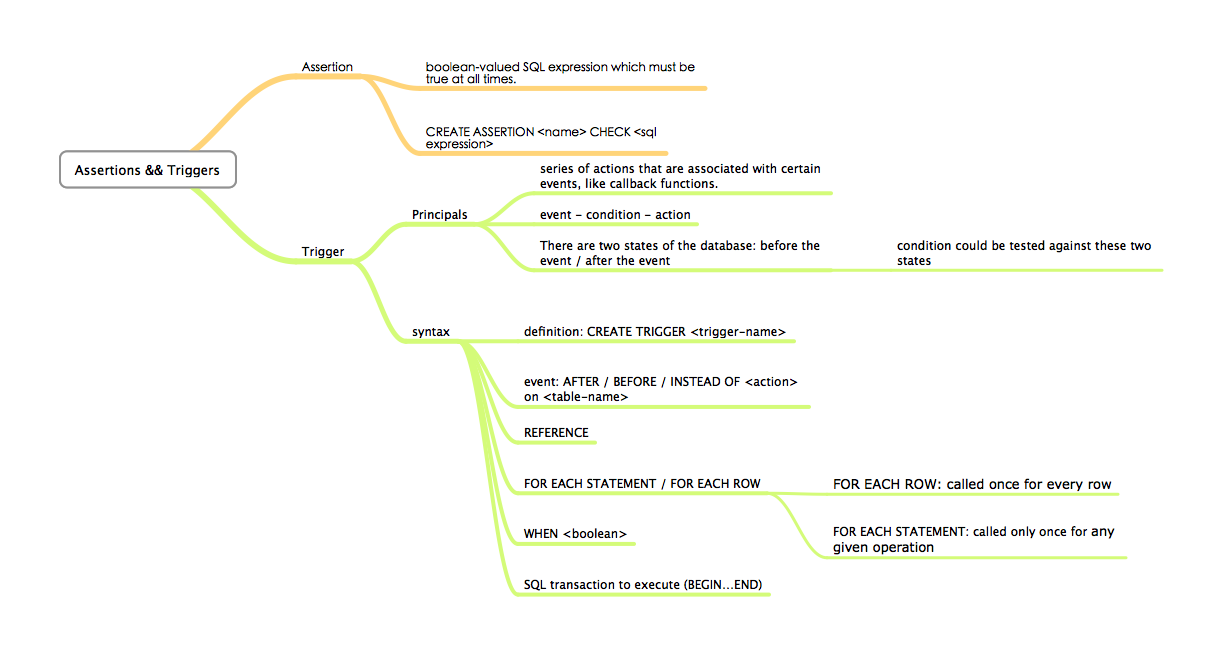 Assertions && Triggers
Assertion
boolean-valued SQL expression which must be
true at all times.
CREATE ASSERTION <name> CHECK <sql
expression>
Trigger
Principals
series of actions that are associated with certain
events, like callback functions.
event – condition – action
There are two states of the database: before the
event / after the event
condition could be tested against these two
states
syntax
definition: CREATE TRIGGER <trigger-name>
event: AFTER / BEFORE / INSTEAD OF <action>
on <table-name>
REFERENCE
FOR EACH STATEMENT / FOR EACH ROW
FOR EACH ROW: called once for every row
FOR EACH STATEMENT: called only once for any
given operation
WHEN <boolean>
SQL transaction to execute (BEGIN...END)